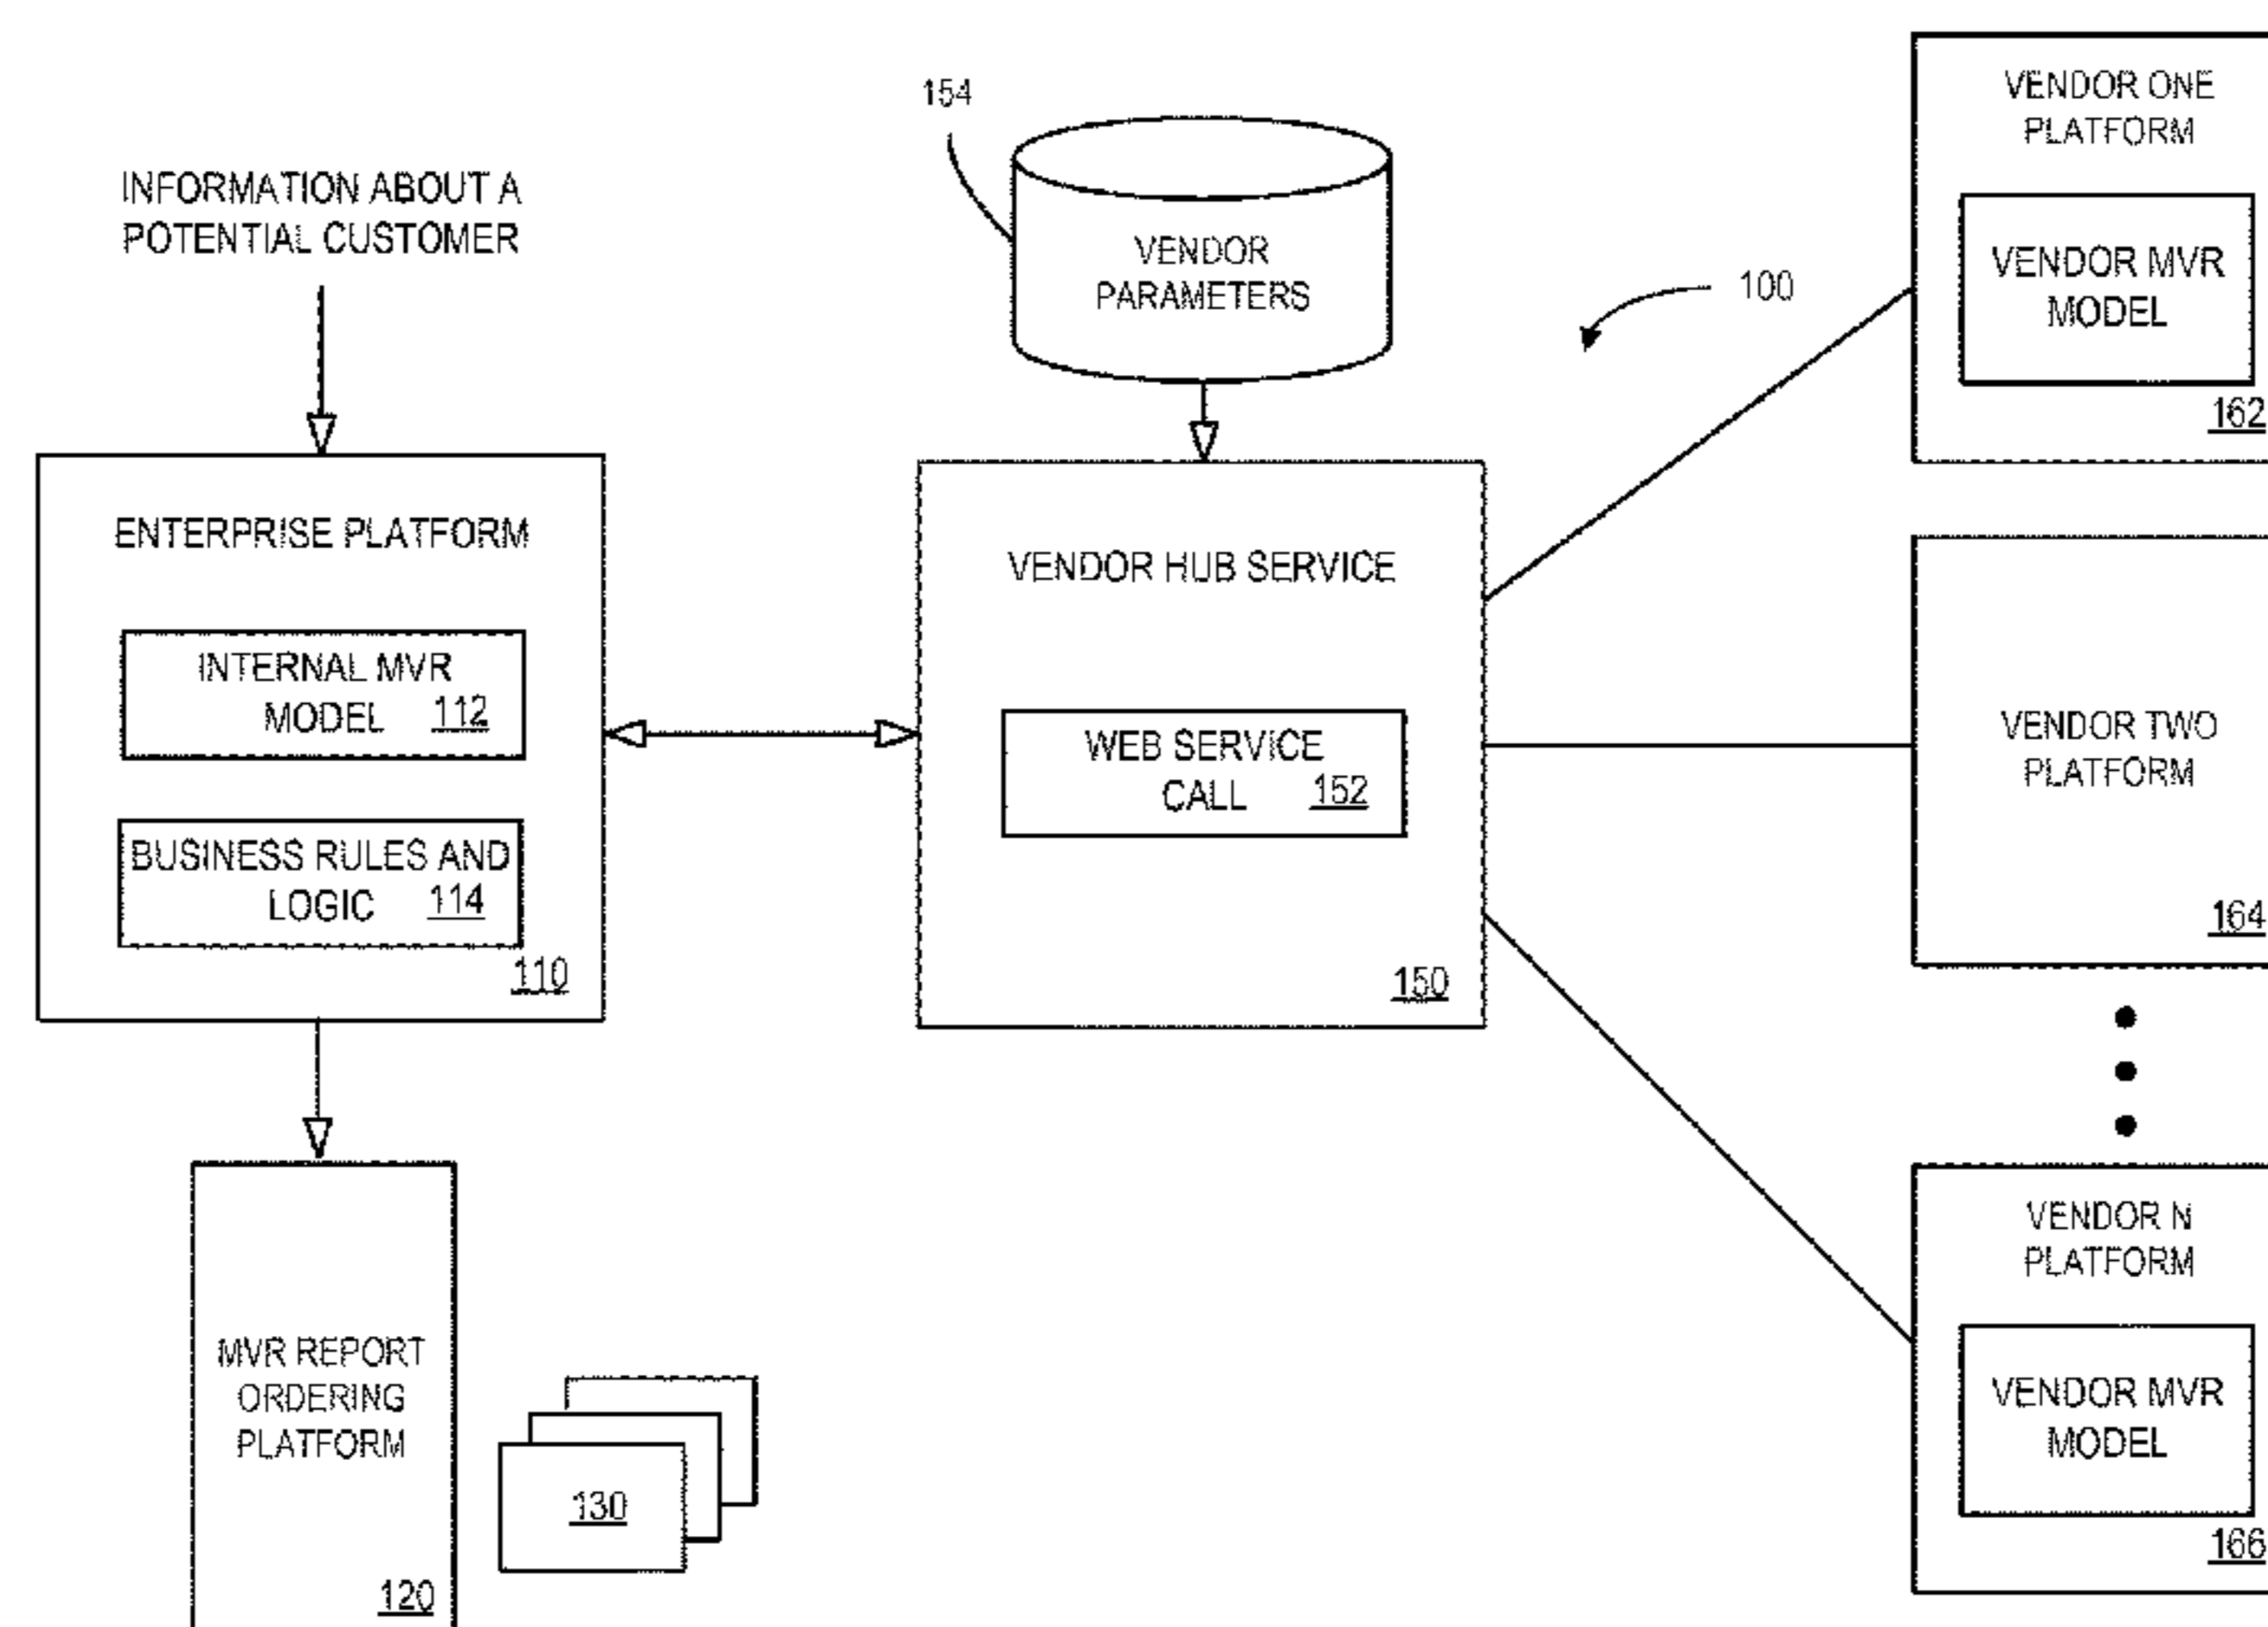 154
INFORMATION ABOUT A
POTENTIAL CUSTOMER
VENDOR
PARAMETERS
100
VENDOR ONE
PLATFORM
VENDOR MVR
MODEL
162
ENTERPRISE PLATFORM
INTERNAL MVR
MODEL 112
BUSINESS RULES AND
LOGIC 114
110
VENDOR HUB SERVICE
WEB SERVICE
CALL 152
150
VENDOR TWO
PLATFORM
164
MVR REPORT
ORDERING
PLATFORM
120
130
VENDOR N
PLATFORM
VENDOR MVR
MODEL
166